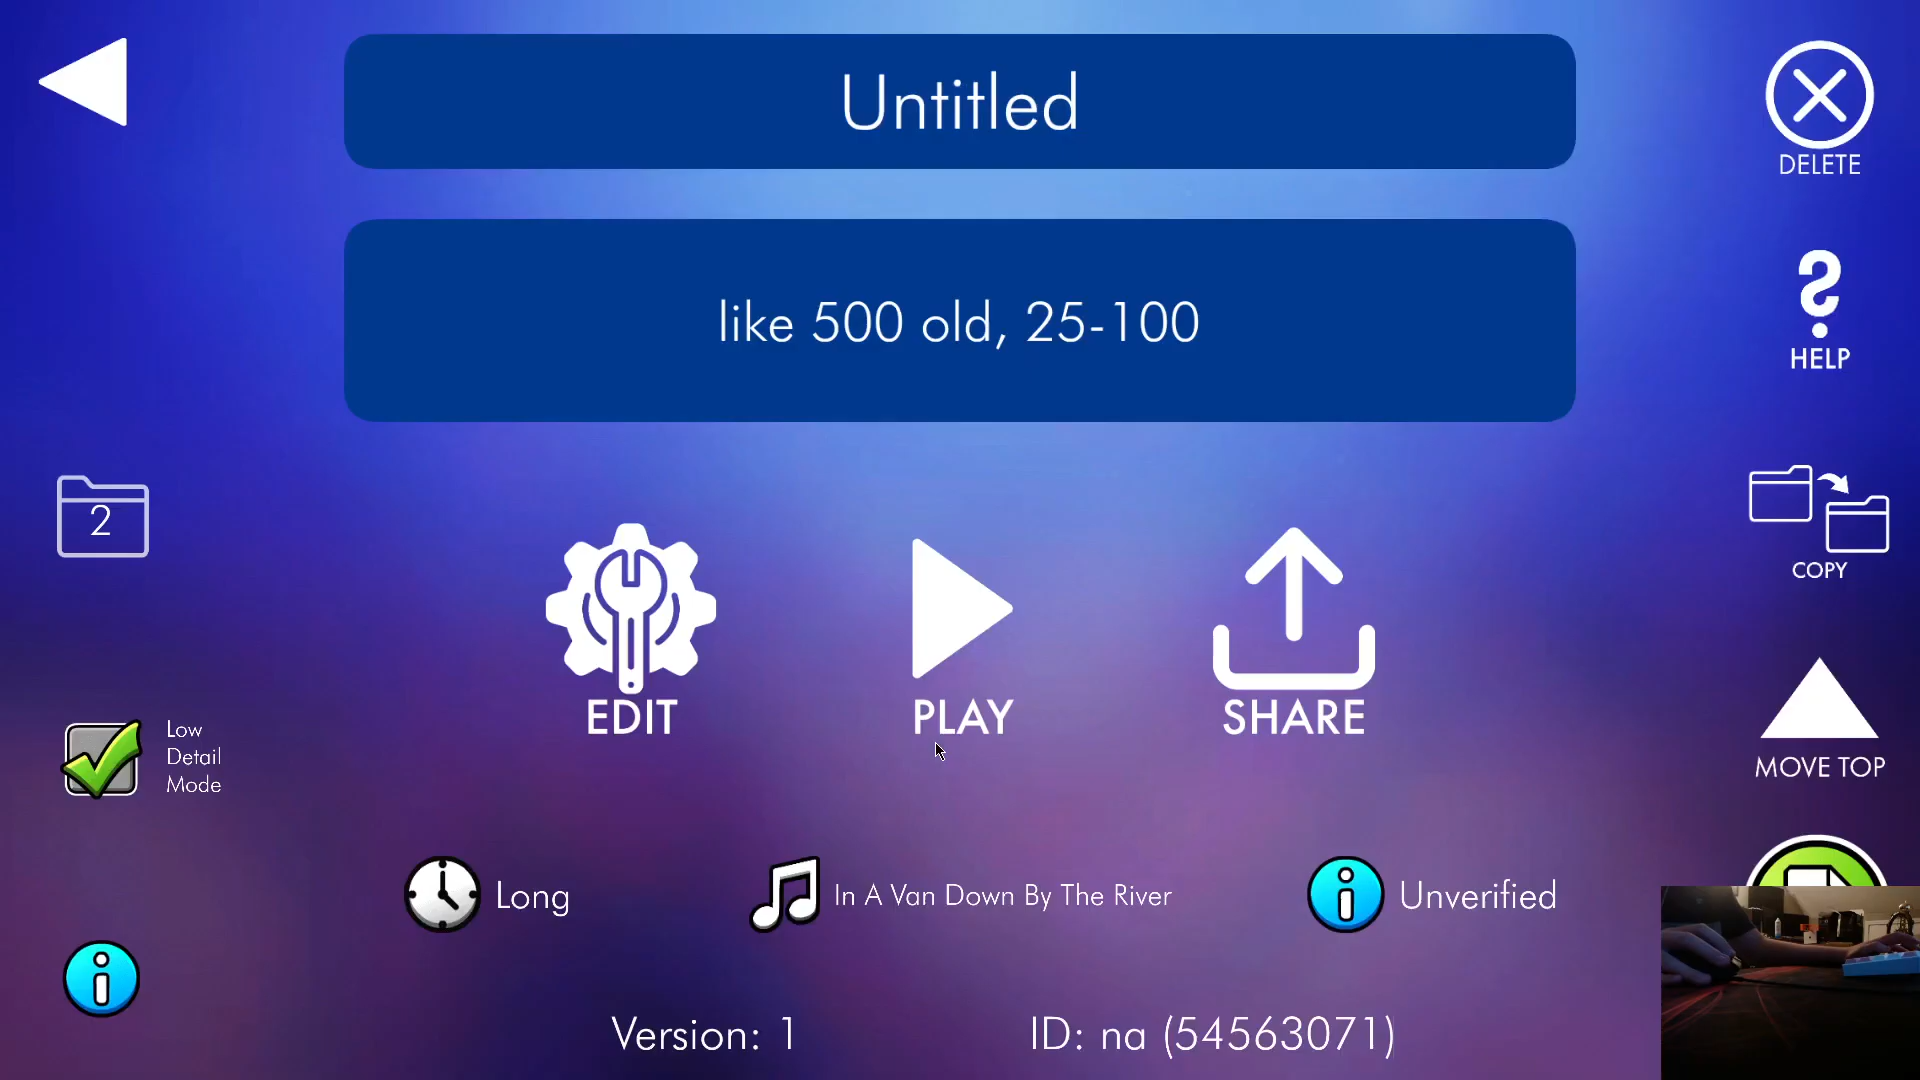 Untitled
DELETE
like 500 old, 25-100
HELP
2
COPY
EDIT
PLAY
SHARE
Low
Detail
Mode
MOVE TOP
Long
In A Van Down By The River
Unverified
Version: 1
ID: na (54563071)